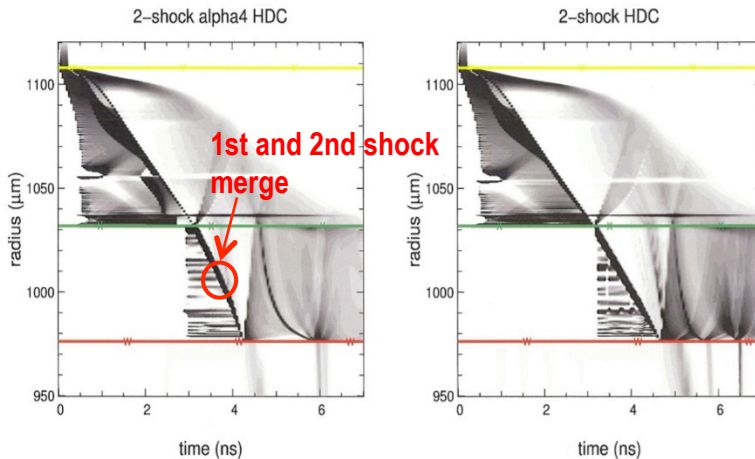 2-shock alpha4 HDC
2-shock HDC
1100
1050
1000
950
radius (µm)
0
2
4
6
time (ns)
1st and 2nd shock
merge
1100
1050
1000
950
radius (µm)
0
2
4
6
time (ns)